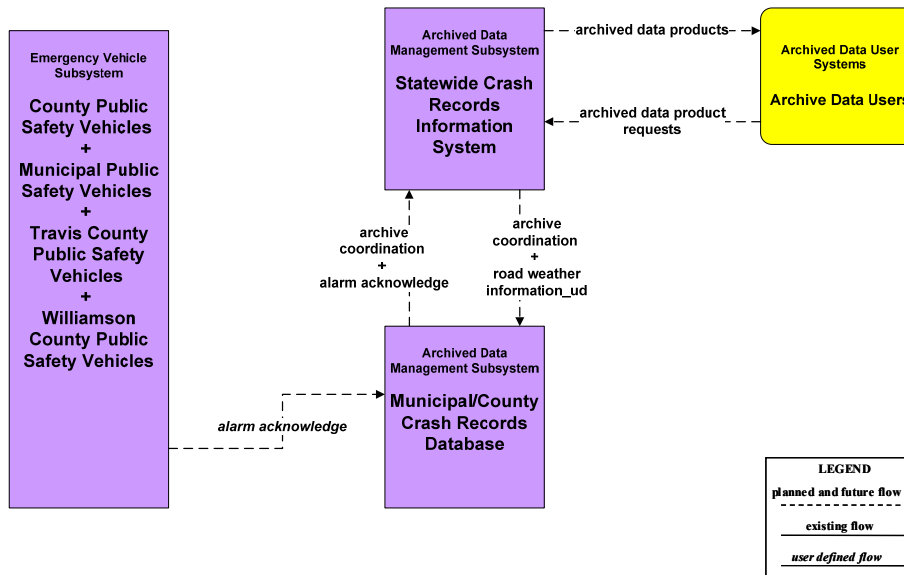 Emergency Vehicle
Subsystem
County Public
Safety Vehicles
+
Municipal Public
Safety Vehicles
+
Travis County
Public Safety
Vehicles
+
Williamson
County Public
Safety Vehicles
Archived Data
Management Subsystem
Statewide Crash
Records
Information
System
archived data products
archived data product
requests
Archived Data User
Systems
Archive Data Users
archive
coordination
+
alarm acknowledge
archive
coordination
+
road weather
information_ud
Archived Data
Management Subsystem
Municipal/County
Crash Records
Database
alarm acknowledge
LEGEND
planned and future flow
existing flow
user defined flow